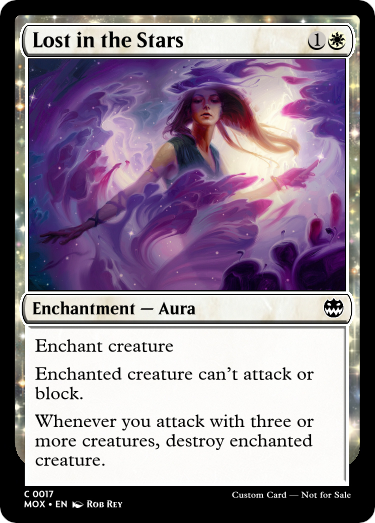 Lost in the Stars 1
Enchantment — Aura
Enchant creature
Enchanted creature can't attack or
block.
Whenever you attack with three or
more creatures, destroy enchanted
creature.
C 0017
MOX • EN Rob Rey
Custom Card — Not for Sale